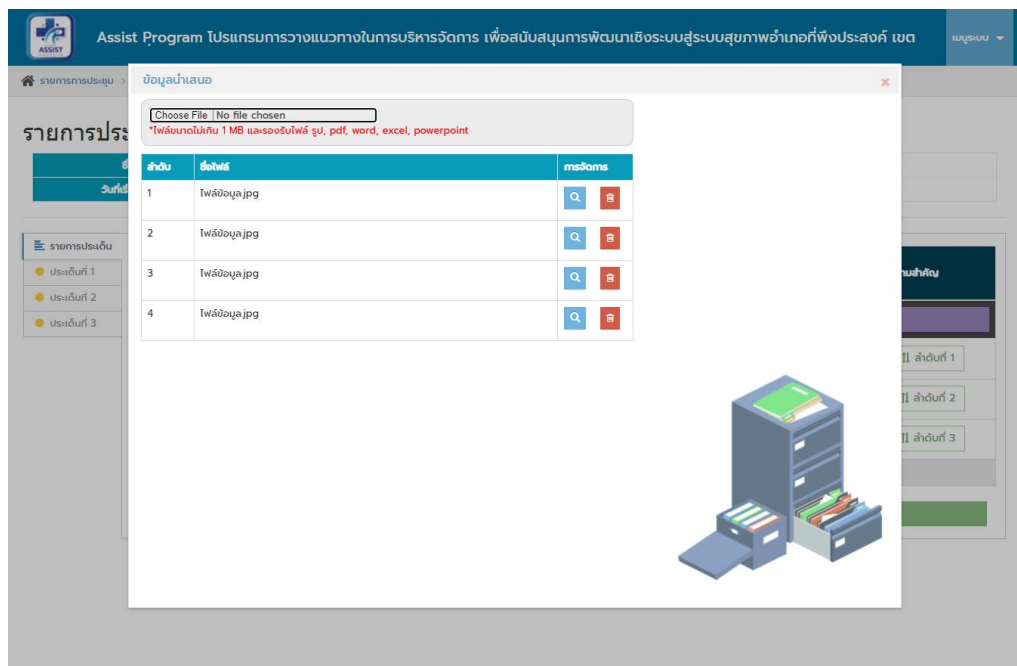 ASSIST
Assist Program โปรแกรมการวางแนวทางในการบริหารจัดการ เพื่อสนับสนุนการพัฒนาเชิงระบบสู่ระบบสุขภาพอำเภอที่พึงประสงค์ เขต
เมนูระบบ
รายการการประชุม >
ข้อมูลนำเสนอ
×
Choose File No file chosen
*ไฟล์ขนาดไม่เกิน 1 MB และรองรับไฟล์ รูป, pdf, word, excel, powerpoint
รายการประ
ลำดับ ชื่อไฟล์ การจัดการ
วันที่เริ
1 ไฟล์ข้อมูล.jpg
2 ไฟล์ข้อมูล.jpg
3 ไฟล์ข้อมูล.jpg
4 ไฟล์ข้อมูล.jpg
รายการประเด็น
ประเด็นที่ 1
ประเด็นที่ 2
ประเด็นที่ 3
ามสำคัญ
ลำดับที่ 1
ลำดับที่ 2
ลำดับที่ 3